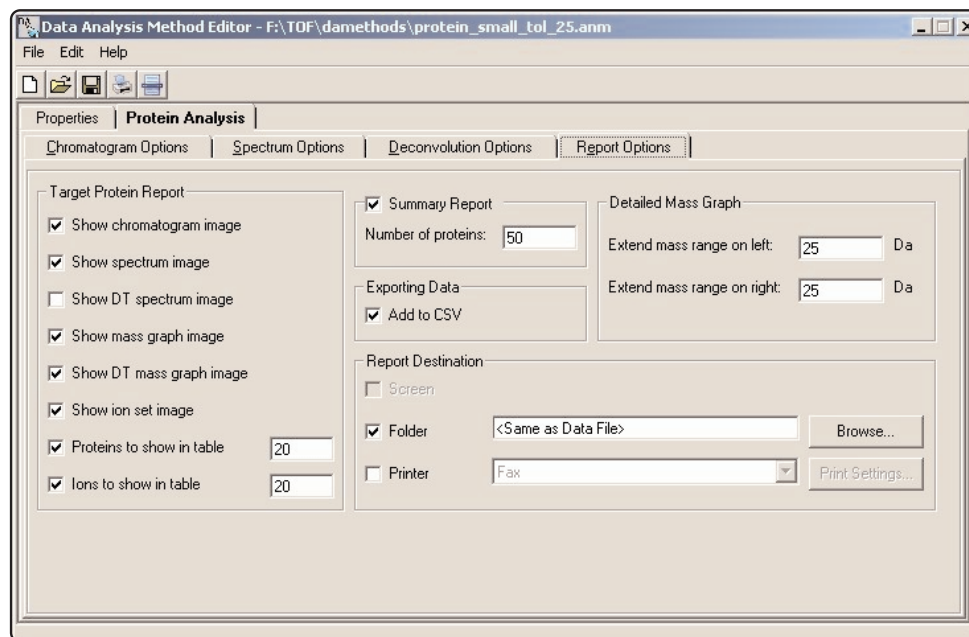 Data Analysis Method Editor - F:\TOF\damethods\protein_small_tol_25.anm
File Edit Help
Properties Protein Analysis
Chromatogram Options Spectrum Options Deconvolution Options Report Options
Target Protein Report
Show chromatogram image
Show spectrum image
Show DT spectrum image
Show mass graph image
Show DT mass graph image
Show ion set image
Proteins to show in table 20
Ions to show in table 20
Summary Report
Number of proteins: 50
Exporting Data
Add to CSV
Detailed Mass Graph
Extend mass range on left: 25 Da
Extend mass range on right: 25 Da
Report Destination
Screen
Folder <Same as Data File> Browse...
Printer Fax Print Settings...